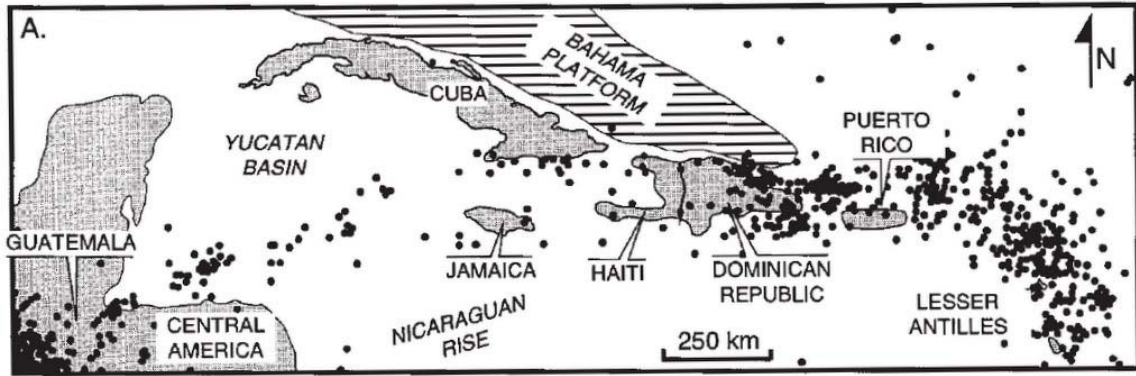 A.
N
BAHAMA
PLATFORM
CUBA
PUERTO
RICO
YUCATAN
BASIN
GUATEMALA
JAMAICA
HAITI
DOMINICAN
REPUBLIC
CENTRAL
AMERICA
NICARAGUAN
RISE
250 km
LESSER
ANTILLES